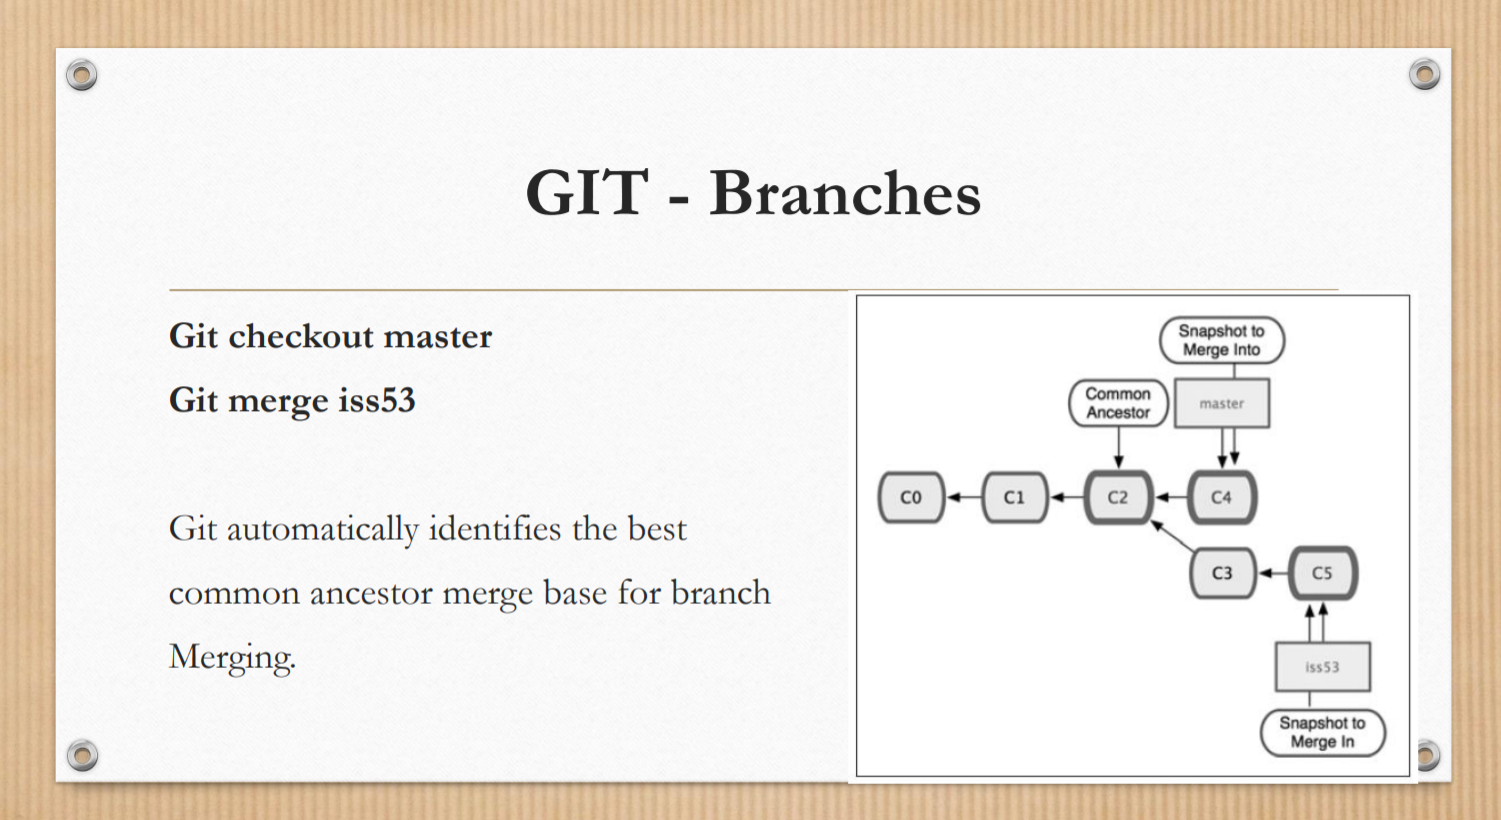 GIT - Branches
Git checkout master
Git merge iss53
Git automatically identifies the best
common ancestor merge base for branch
Merging.
Snapshot to
Merge Into
Common
Ancestor
master
C0
C1
C2
C4
C3
C5
iss53
Snapshot to
Merge In